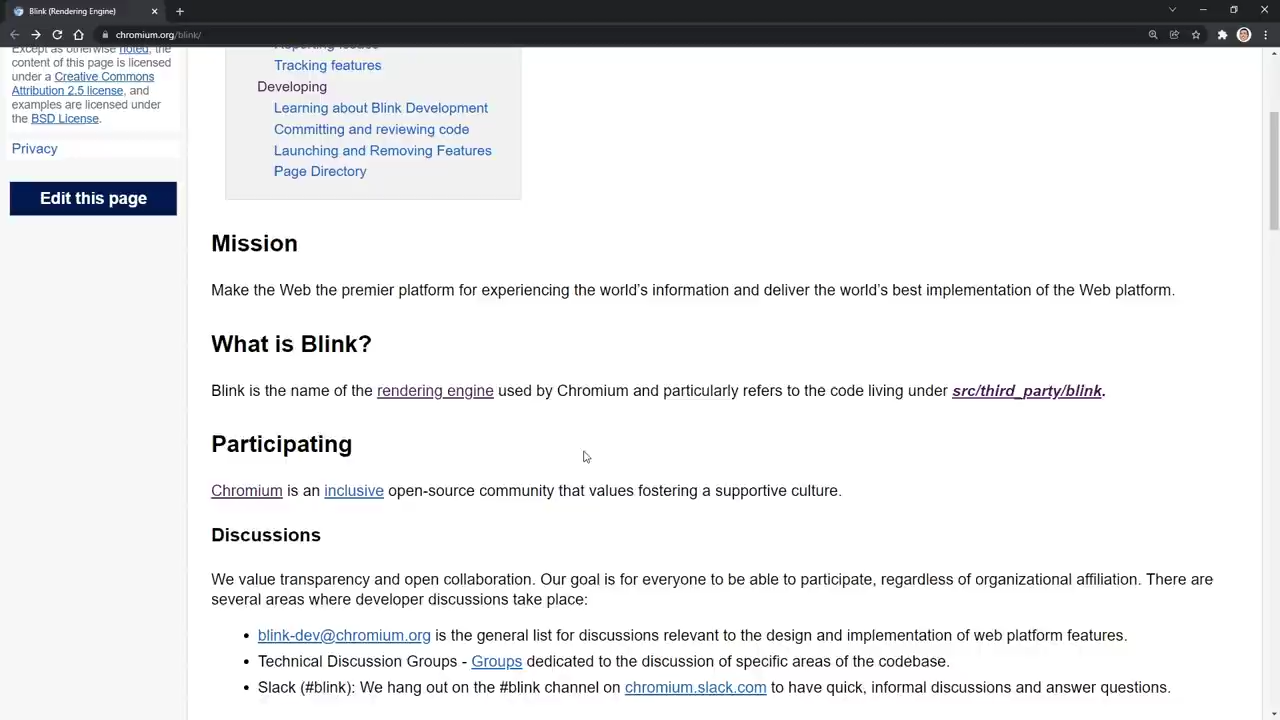 Blink (Rendering Engine)
chromium.org/blink/
Except as otherwise noted, the
content of this page is licensed
under a Creative Commons
Attribution 2.5 license, and
examples are licensed under
the BSD License.
Privacy
Edit this page
Reporting issues
Tracking features
Developing
Learning about Blink Development
Committing and reviewing code
Launching and Removing Features
Page Directory
Mission
Make the Web the premier platform for experiencing the world’s information and deliver the world’s best implementation of the Web platform.
What is Blink?
Blink is the name of the rendering engine used by Chromium and particularly refers to the code living under src/third_party/blink.
Participating
Chromium is an inclusive open-source community that values fostering a supportive culture.
Discussions
We value transparency and open collaboration. Our goal is for everyone to be able to participate, regardless of organizational affiliation. There are
several areas where developer discussions take place:
• blink-dev@chromium.org is the general list for discussions relevant to the design and implementation of web platform features.
• Technical Discussion Groups - Groups dedicated to the discussion of specific areas of the codebase.
• Slack (#blink): We hang out on the #blink channel on chromium.slack.com to have quick, informal discussions and answer questions.